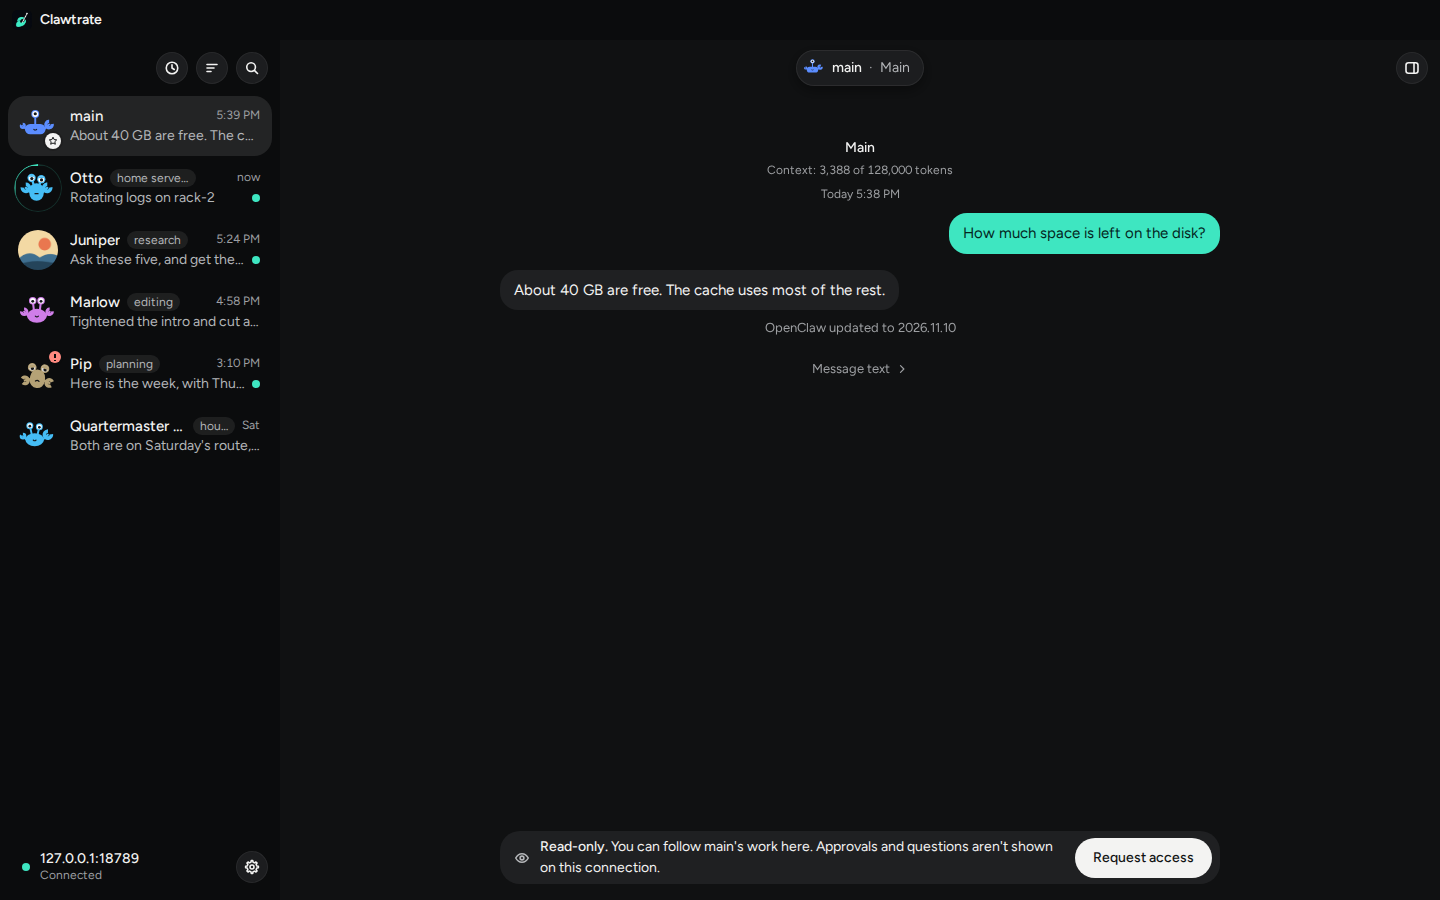 Clawtrate
main 5:39 PM
About 40 GB are free. The c...
Otto home serve... now
Rotating logs on rack-2
Juniper research 5:24 PM
Ask these five, and get the...
Marlow editing 4:58 PM
Tightened the intro and cut a...
Pip planning 3:10 PM
Here is the week, with Thu...
Quartermaster ... hou... Sat
Both are on Saturday's route,...
127.0.0.1:18789
Connected
main · Main
Main
Context: 3,388 of 128,000 tokens
Today 5:38 PM
How much space is left on the disk?
About 40 GB are free. The cache uses most of the rest.
OpenClaw updated to 2026.11.10
Message text
Read-only. You can follow main's work here. Approvals and questions aren't shown
on this connection.
Request access